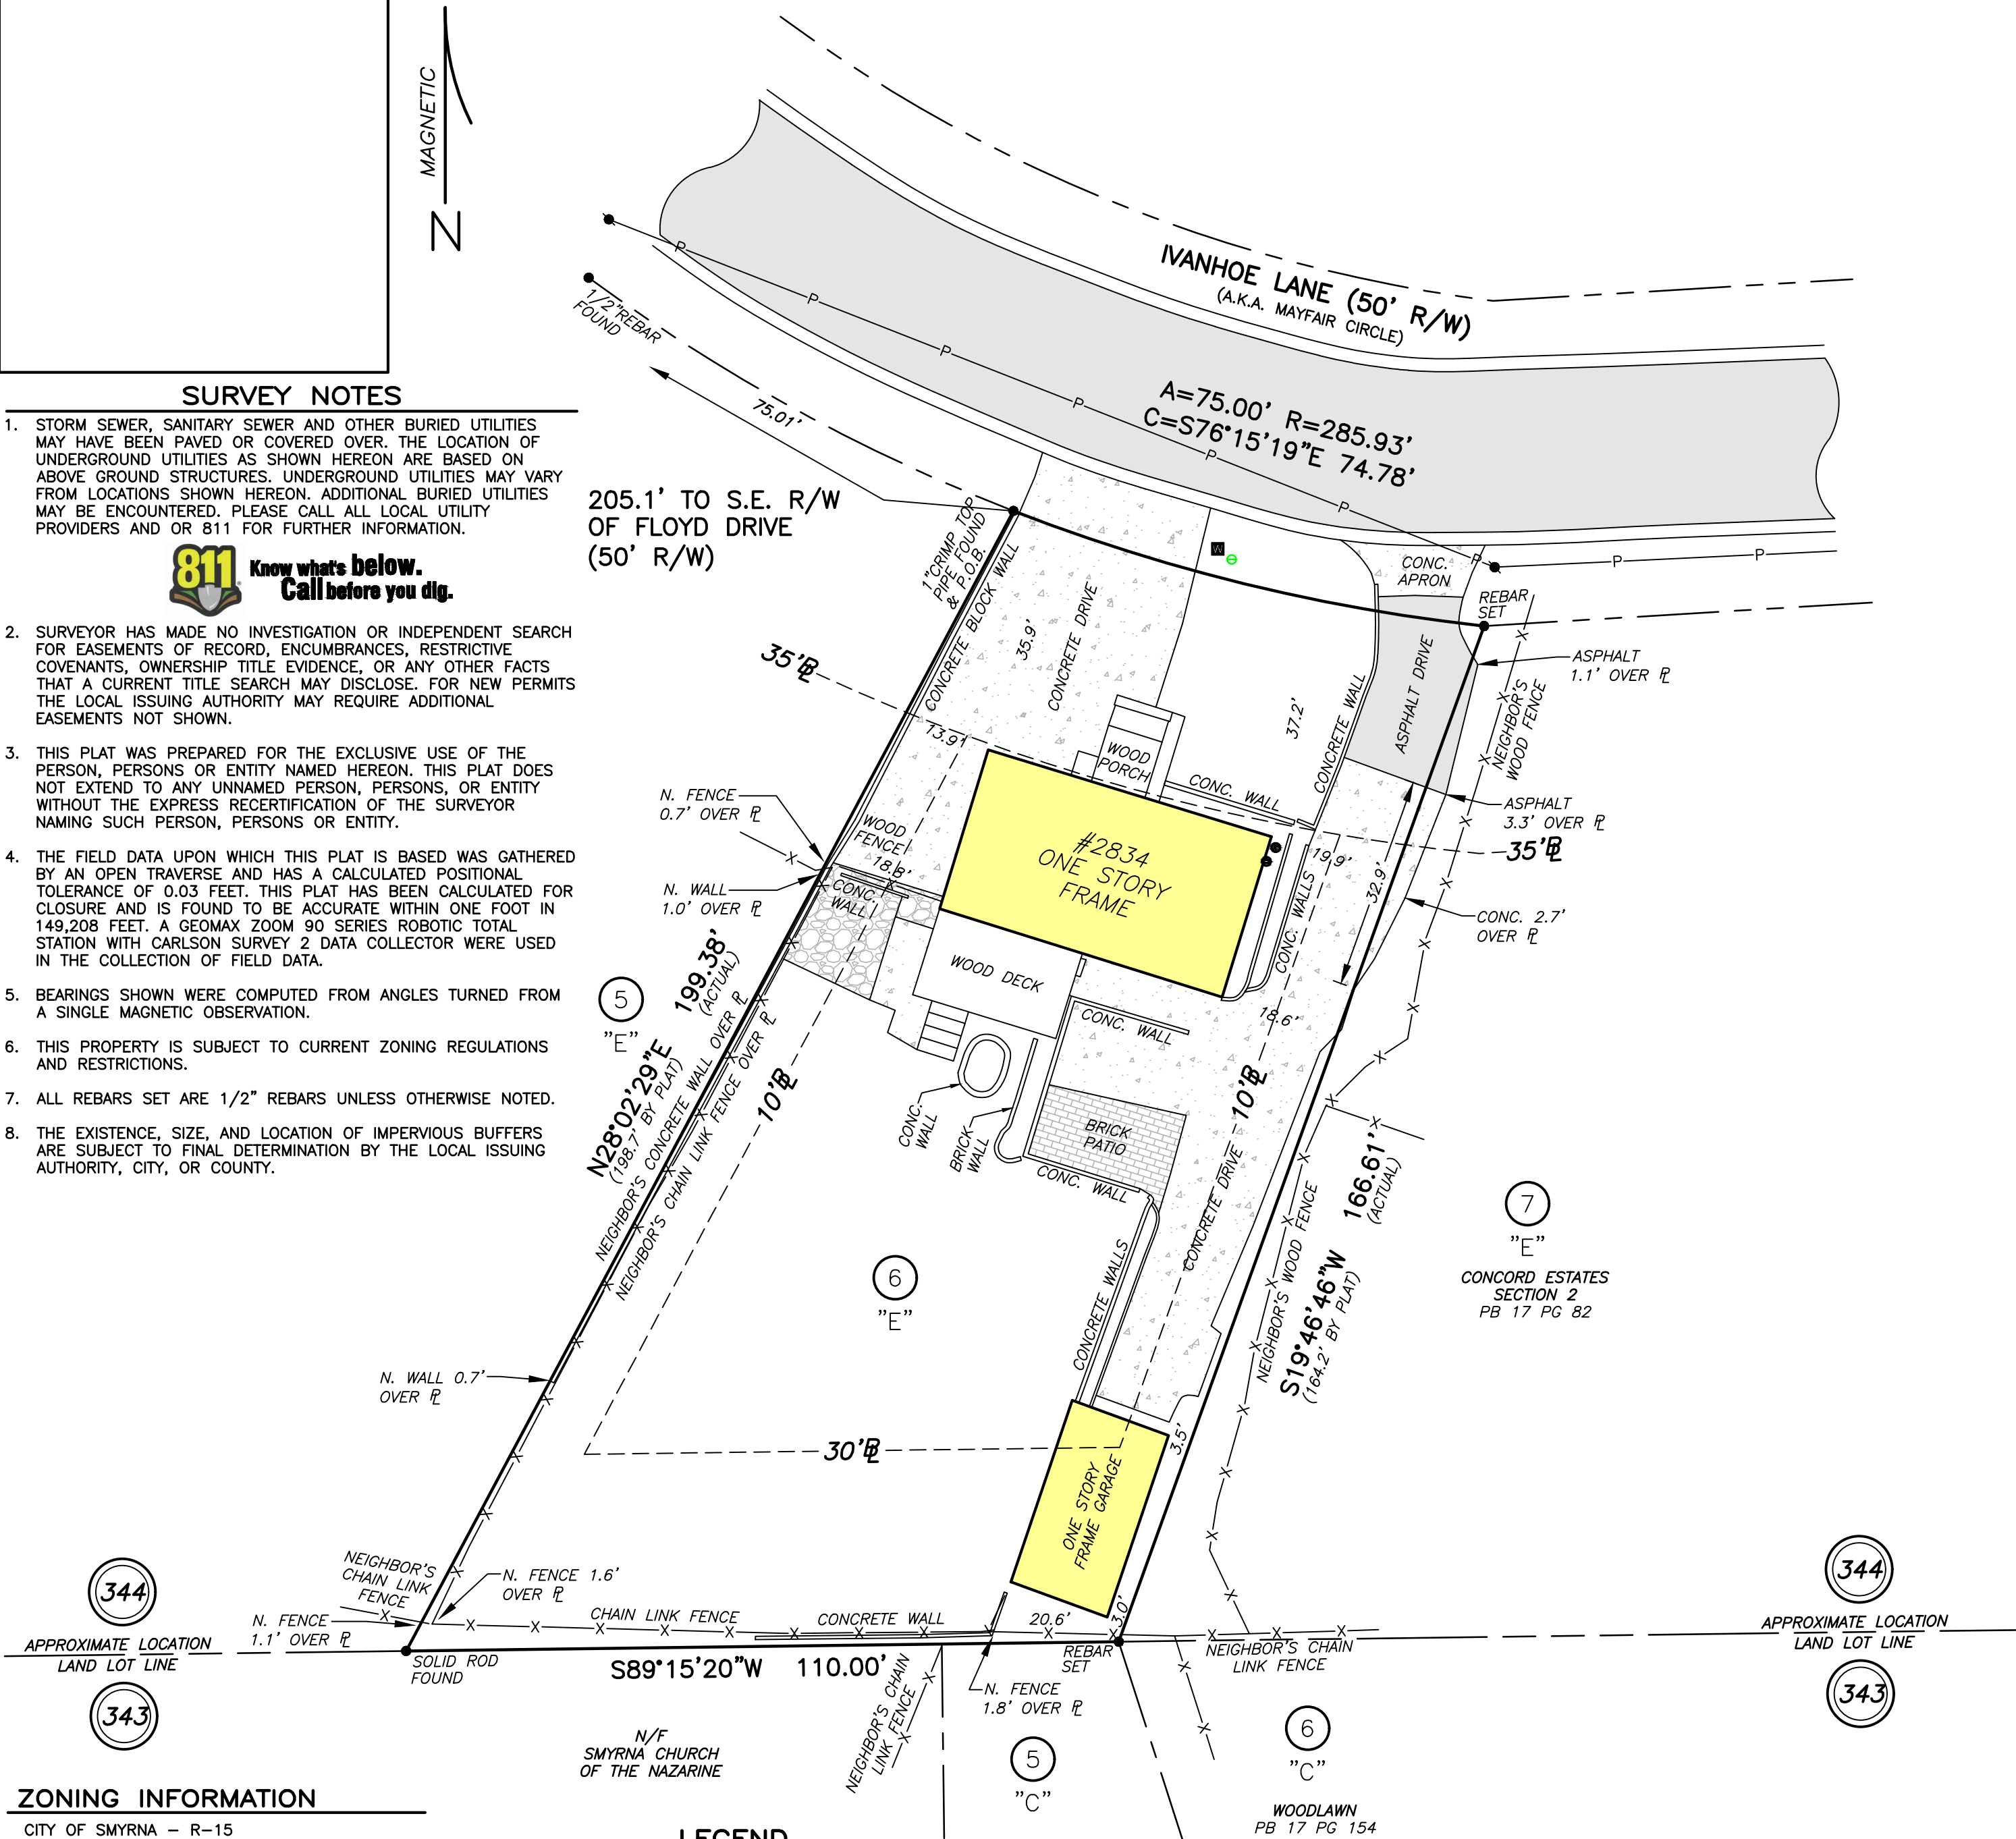 MAGNETIC
N
SURVEY NOTES
1. STORM SEWER, SANITARY SEWER AND OTHER BURIED UTILITIES
MAY HAVE BEEN PAVED OR COVERED OVER. THE LOCATION OF
UNDERGROUND UTILITIES AS SHOWN HEREON ARE BASED ON
ABOVE GROUND STRUCTURES. UNDERGROUND UTILITIES MAY VARY
FROM LOCATIONS SHOWN HEREON. ADDITIONAL BURIED UTILITIES
MAY BE ENCOUNTERED. PLEASE CALL ALL LOCAL UTILITY
PROVIDERS AND OR 811 FOR FURTHER INFORMATION.
811
Know what's below.
Call before you dig.
2. SURVEYOR HAS MADE NO INVESTIGATION OR INDEPENDENT SEARCH
FOR EASEMENTS OF RECORD, ENCUMBRANCES, RESTRICTIVE
COVENANTS, OWNERSHIP TITLE EVIDENCE, OR ANY OTHER FACTS
THAT A CURRENT TITLE SEARCH MAY DISCLOSE. FOR NEW PERMITS
THE LOCAL ISSUING AUTHORITY MAY REQUIRE ADDITIONAL
EASEMENTS NOT SHOWN.
3. THIS PLAT WAS PREPARED FOR THE EXCLUSIVE USE OF THE
PERSON, PERSONS OR ENTITY NAMED HEREON. THIS PLAT DOES
NOT EXTEND TO ANY UNNAMED PERSON, PERSONS, OR ENTITY
WITHOUT THE EXPRESS RECERTIFICATION OF THE SURVEYOR
NAMING SUCH PERSON, PERSONS OR ENTITY.
4. THE FIELD DATA UPON WHICH THIS PLAT IS BASED WAS GATHERED
BY AN OPEN TRAVERSE AND HAS A CALCULATED POSITIONAL
TOLERANCE OF 0.03 FEET. THIS PLAT HAS BEEN CALCULATED FOR
CLOSURE AND IS FOUND TO BE ACCURATE WITHIN ONE FOOT IN
149,208 FEET. A GEOMAX ZOOM 90 SERIES ROBOTIC TOTAL
STATION WITH CARLSON SURVEY 2 DATA COLLECTOR WERE USED
IN THE COLLECTION OF FIELD DATA.
5. BEARINGS SHOWN WERE COMPUTED FROM ANGLES TURNED FROM
A SINGLE MAGNETIC OBSERVATION.
6. THIS PROPERTY IS SUBJECT TO CURRENT ZONING REGULATIONS
AND RESTRICTIONS.
7. ALL REBARS SET ARE 1/2" REBARS UNLESS OTHERWISE NOTED.
8. THE EXISTENCE, SIZE, AND LOCATION OF IMPERVIOUS BUFFERS
ARE SUBJECT TO FINAL DETERMINATION BY THE LOCAL ISSUING
AUTHORITY, CITY, OR COUNTY.
IVANHOE LANE (50' R/W)
(A.K.A. MAYFAIR CIRCLE)
P
P
P
P
P
P
P
P
P
A=75.00' R=285.93'
C=S76°15'19"E 74.78'
1/2"REBAR
FOUND
75.01'
205.1' TO S.E. R/W
OF FLOYD DRIVE
(50' R/W)
1"CRIMP TOP
PIPE FOUND
& P.O.B.
CONCRETE BLOCK WALL
35.9'
CONCRETE DRIVE
W
CONC.
APRON
REBAR
SET
ASPHALT
1.1' OVER PL
NEIGHBOR'S
WOOD FENCE
ASPHALT DRIVE
CONCRETE WALL
37.2'
35'BL
13.9'
WOOD
PORCH
CONC. WALL
ASPHALT
3.3' OVER PL
35'BL
N. FENCE
0.7' OVER PL
WOOD
FENCE
18.8'
#2834
ONE STORY
FRAME
19.9'
32.9'
N. WALL
1.0' OVER PL
CONC.
WALL
CONC. WALLS
CONC. 2.7'
OVER PL
WOOD DECK
18.6'
CONC. WALL
5
"E"
N28°02'29"E 199.38'
(198.7' BY PLAT) (ACTUAL)
NEIGHBOR'S CONCRETE WALL OVER PL
NEIGHBOR'S CHAIN LINK FENCE OVER PL
10'BL
CONC.
WALL
BRICK
WALL
BRICK
PATIO
CONC. WALL
10'BL
CONCRETE DRIVE
S19°46'46"W 166.61'
(164.2' BY PLAT) (ACTUAL)
NEIGHBOR'S WOOD FENCE
7
"E"
CONCORD ESTATES
SECTION 2
PB 17 PG 82
6
"E"
CONCRETE WALLS
N. WALL 0.7'
OVER PL
30'BL
3.5'
ONE STORY
FRAME GARAGE
NEIGHBOR'S
CHAIN LINK
FENCE
N. FENCE 1.6'
OVER PL
N. FENCE
1.1' OVER PL
CHAIN LINK FENCE
CONCRETE WALL
20.6'
3.0'
344
APPROXIMATE LOCATION
LAND LOT LINE
343
SOLID ROD
FOUND
S89°15'20"W 110.00'
REBAR
SET
NEIGHBOR'S CHAIN
LINK FENCE
344
APPROXIMATE LOCATION
LAND LOT LINE
343
N. FENCE
1.8' OVER PL
NEIGHBOR'S CHAIN
LINK FENCE
N/F
SMYRNA CHURCH
OF THE NAZARINE
5
"C"
6
"C"
WOODLAWN
PB 17 PG 154
ZONING INFORMATION
CITY OF SMYRNA – R–15
LEGEND